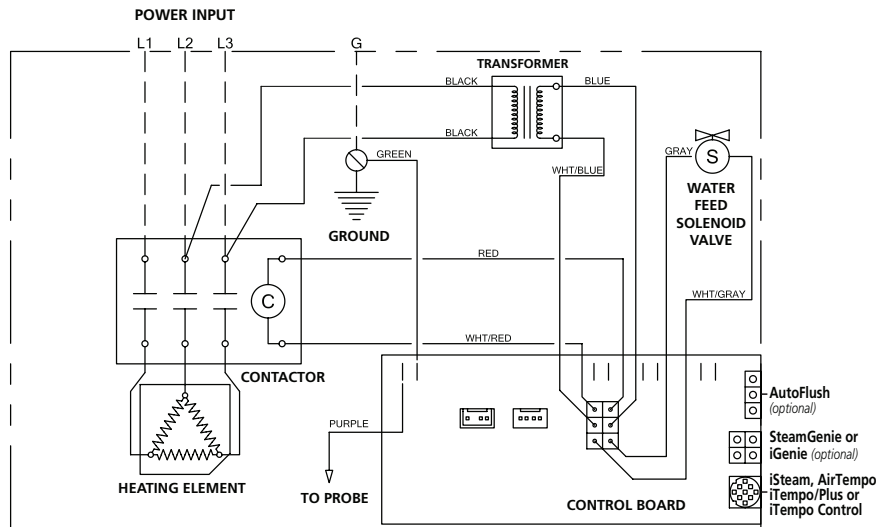 POWER INPUT
L1 L2 L3 G
TRANSFORMER
BLACK
BLUE
BLACK
GREEN
GRAY
S
WHT/BLUE
WATER
FEED
SOLENOID
VALVE
GROUND
RED
C
WHT/GRAY
WHT/RED
CONTACTOR
AutoFlush
(optional)
PURPLE
SteamGenie or
iGenie (optional)
HEATING ELEMENT
TO PROBE
CONTROL BOARD
iSteam, AirTempo
iTempo/Plus or
iTempo Control